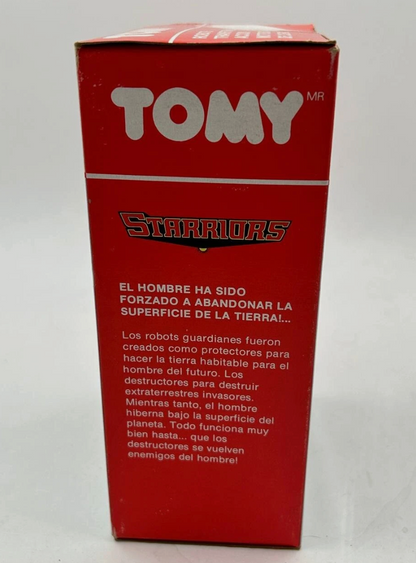 TOMY MR
STARRIORS
EL HOMBRE HA SIDO
FORZADO A ABANDONAR LA
SUPERFICIE DE LA TIERRA!...
Los robots guardianes fueron
creados como protectores para
hacer la tierra habitable para el
hombre del futuro. Los
destructores para destruir
extraterrestres invasores.
Mientras tanto, el hombre
hiberna bajo la superficie del
planeta. Todo funciona muy
bien hasta... que los
destructores se vuelven
enemigos del hombre!